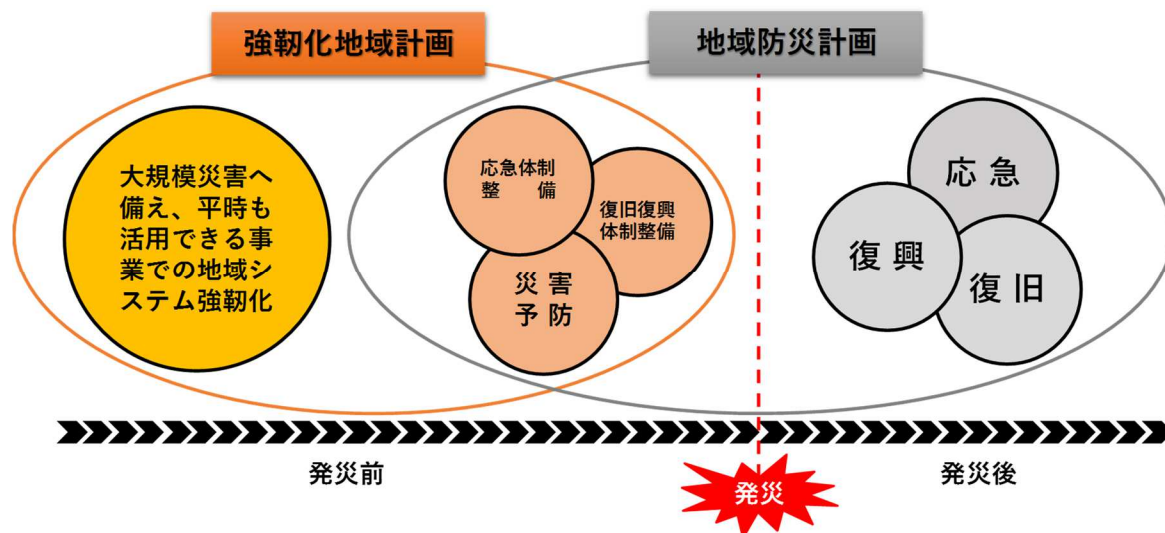 強靭化地域計画
地域防災計画
大規模災害へ
備え、平時も
活用できる事
業での地域シ
ステム強靭化
応急体制
整　　備
復旧復興
体制整備
災 害
予 防
応 急
復 興
復 旧
発災前
発災
発災後